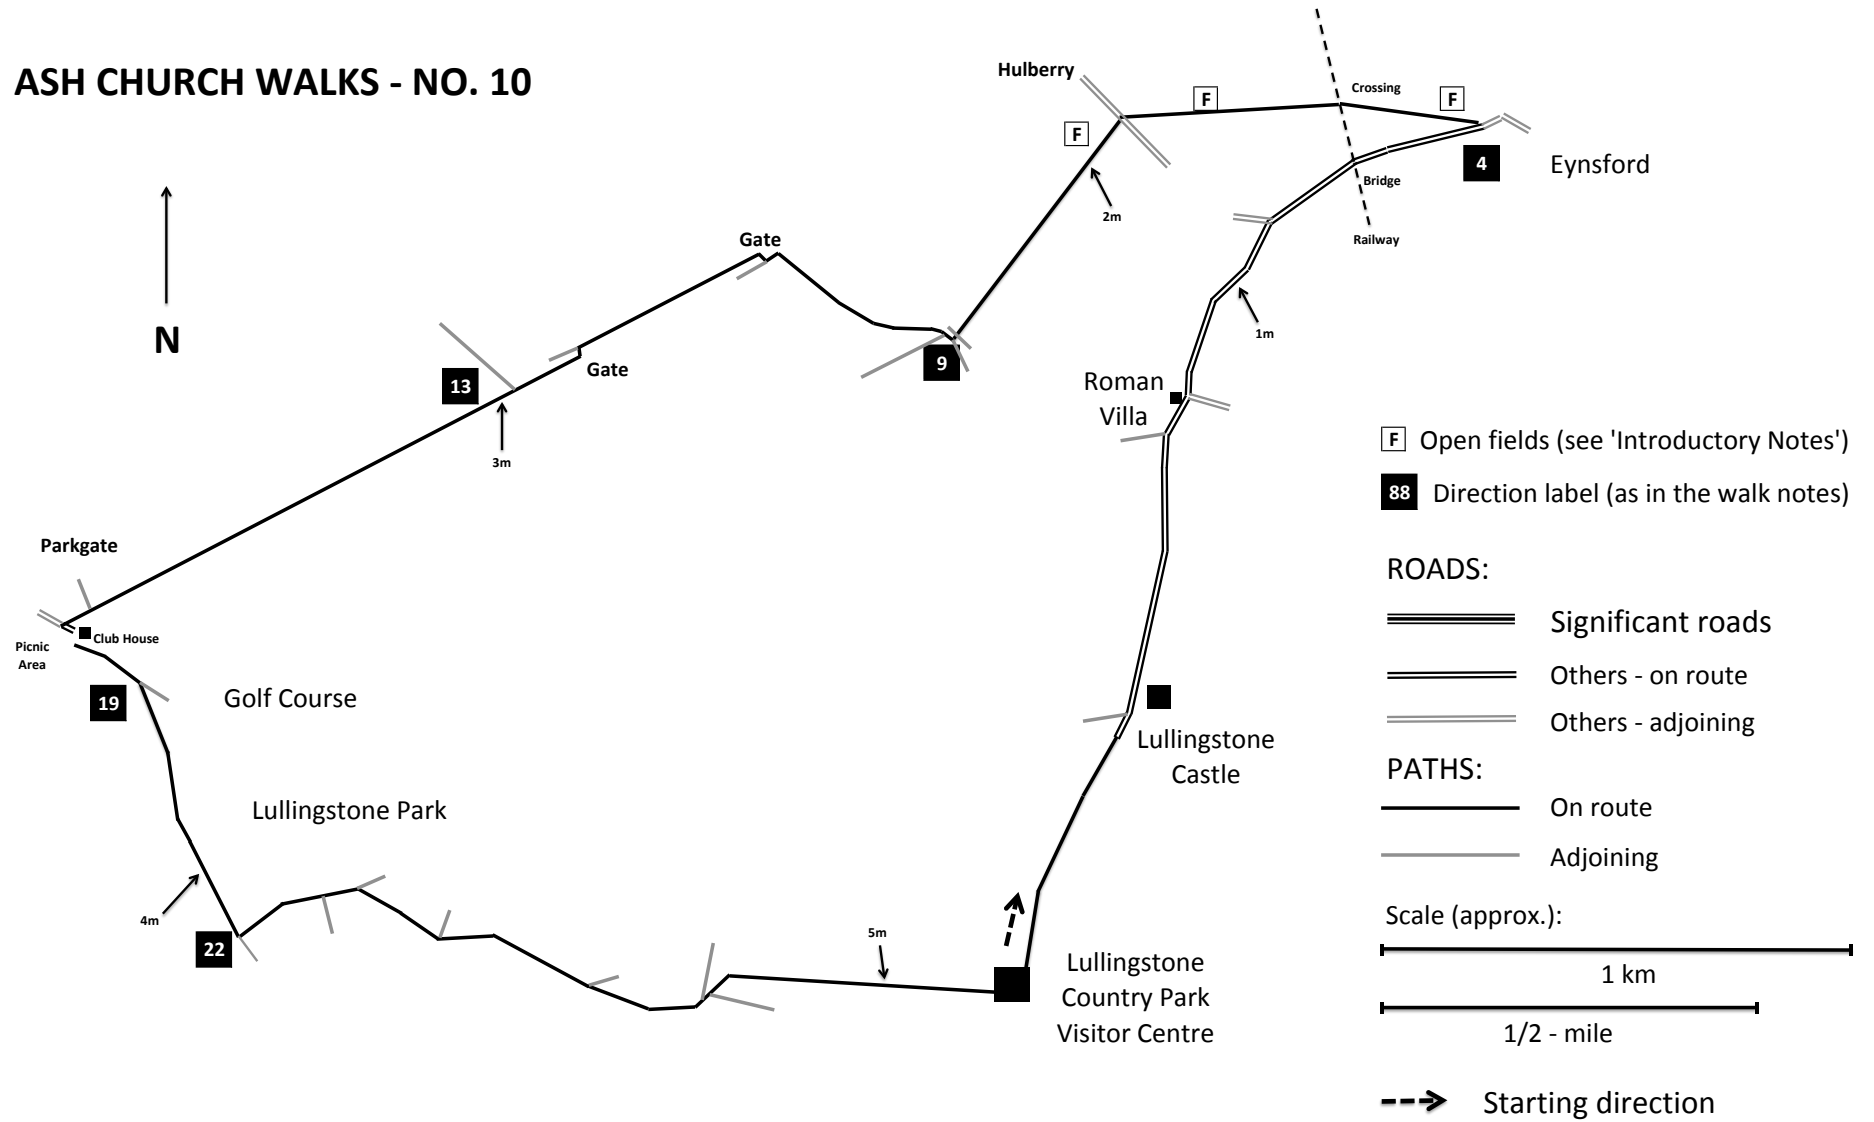 ASH CHURCH WALKS - NO. 10
Hulberry
F
Crossing
F
F
4
Eynsford
Bridge
2m
Railway
N
Gate
1m
Gate
9
13
Roman
Villa
3m
F Open fields (see 'Introductory Notes')
88 Direction label (as in the walk notes)
Parkgate
ROADS:
Significant roads
Club House
Picnic
Area
Others - on route
19
Golf Course
Others - adjoining
Lullingstone
Castle
PATHS:
On route
Lullingstone Park
Adjoining
4m
22
5m
Scale (approx.):
1 km
Lullingstone
Country Park
Visitor Centre
1/2 - mile
Starting direction